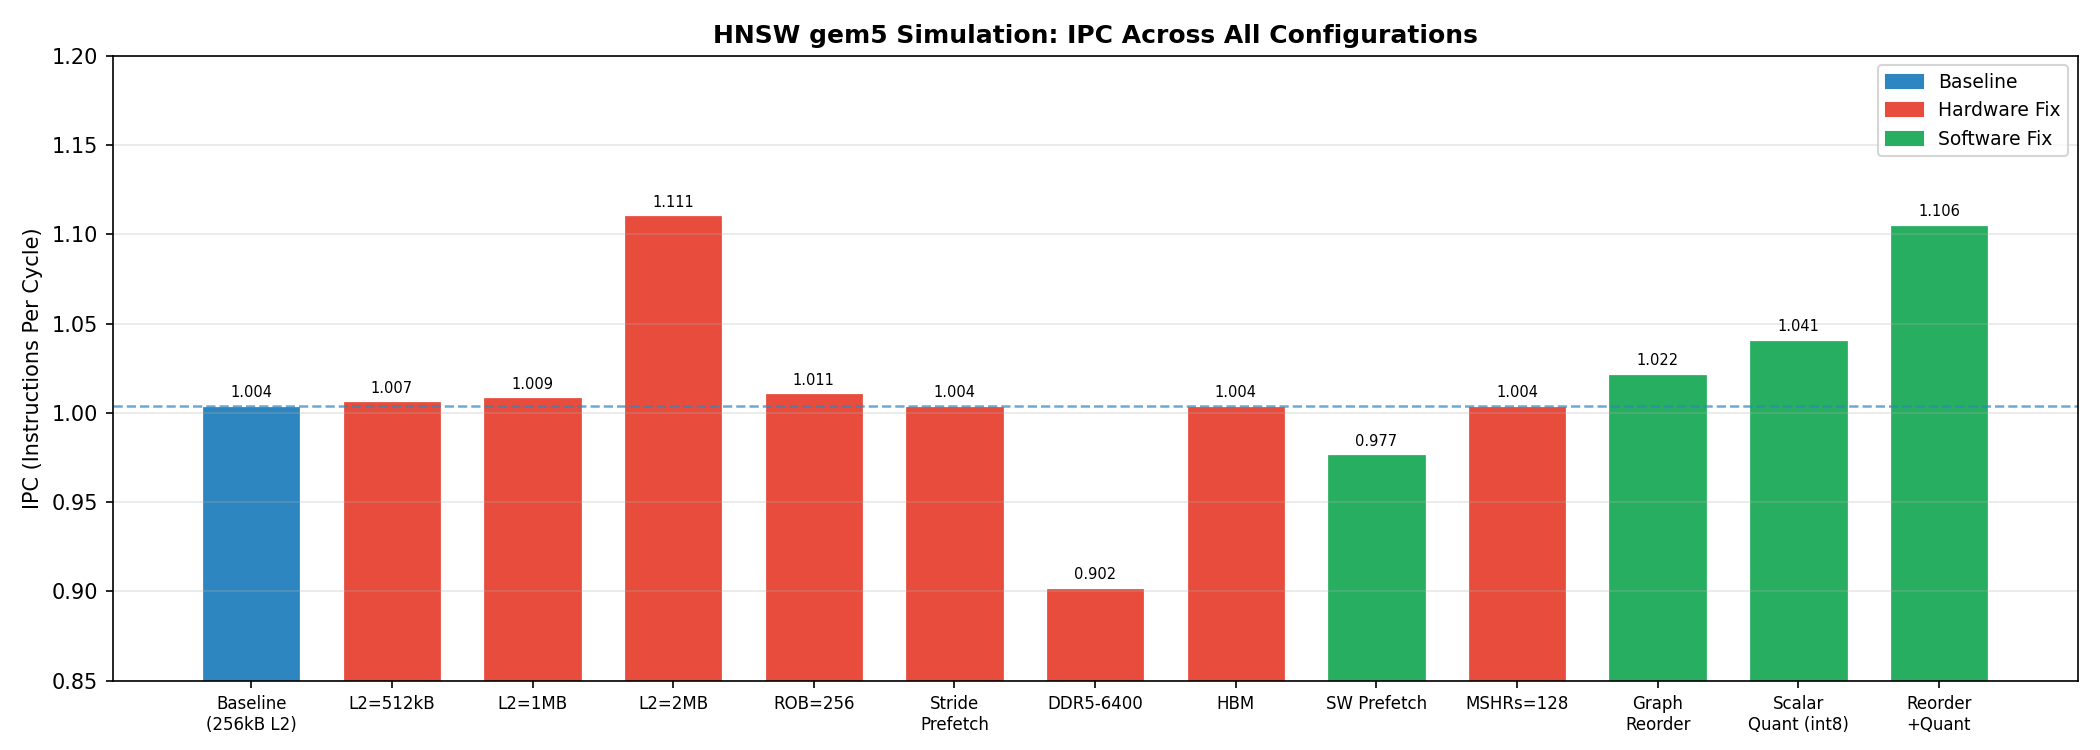 HNSW gem5 Simulation: IPC Across All Configurations
IPC (Instructions Per Cycle)
1.20
1.15
1.10
1.05
1.00
0.95
0.90
0.85
Baseline
Hardware Fix
Software Fix
1.004
1.007
1.009
1.111
1.011
1.004
0.902
1.004
0.977
1.004
1.022
1.041
1.106
Baseline
(256kB L2)
L2=512kB
L2=1MB
L2=2MB
ROB=256
Stride
Prefetch
DDR5-6400
HBM
SW Prefetch
MSHRs=128
Graph
Reorder
Scalar
Quant (int8)
Reorder
+Quant